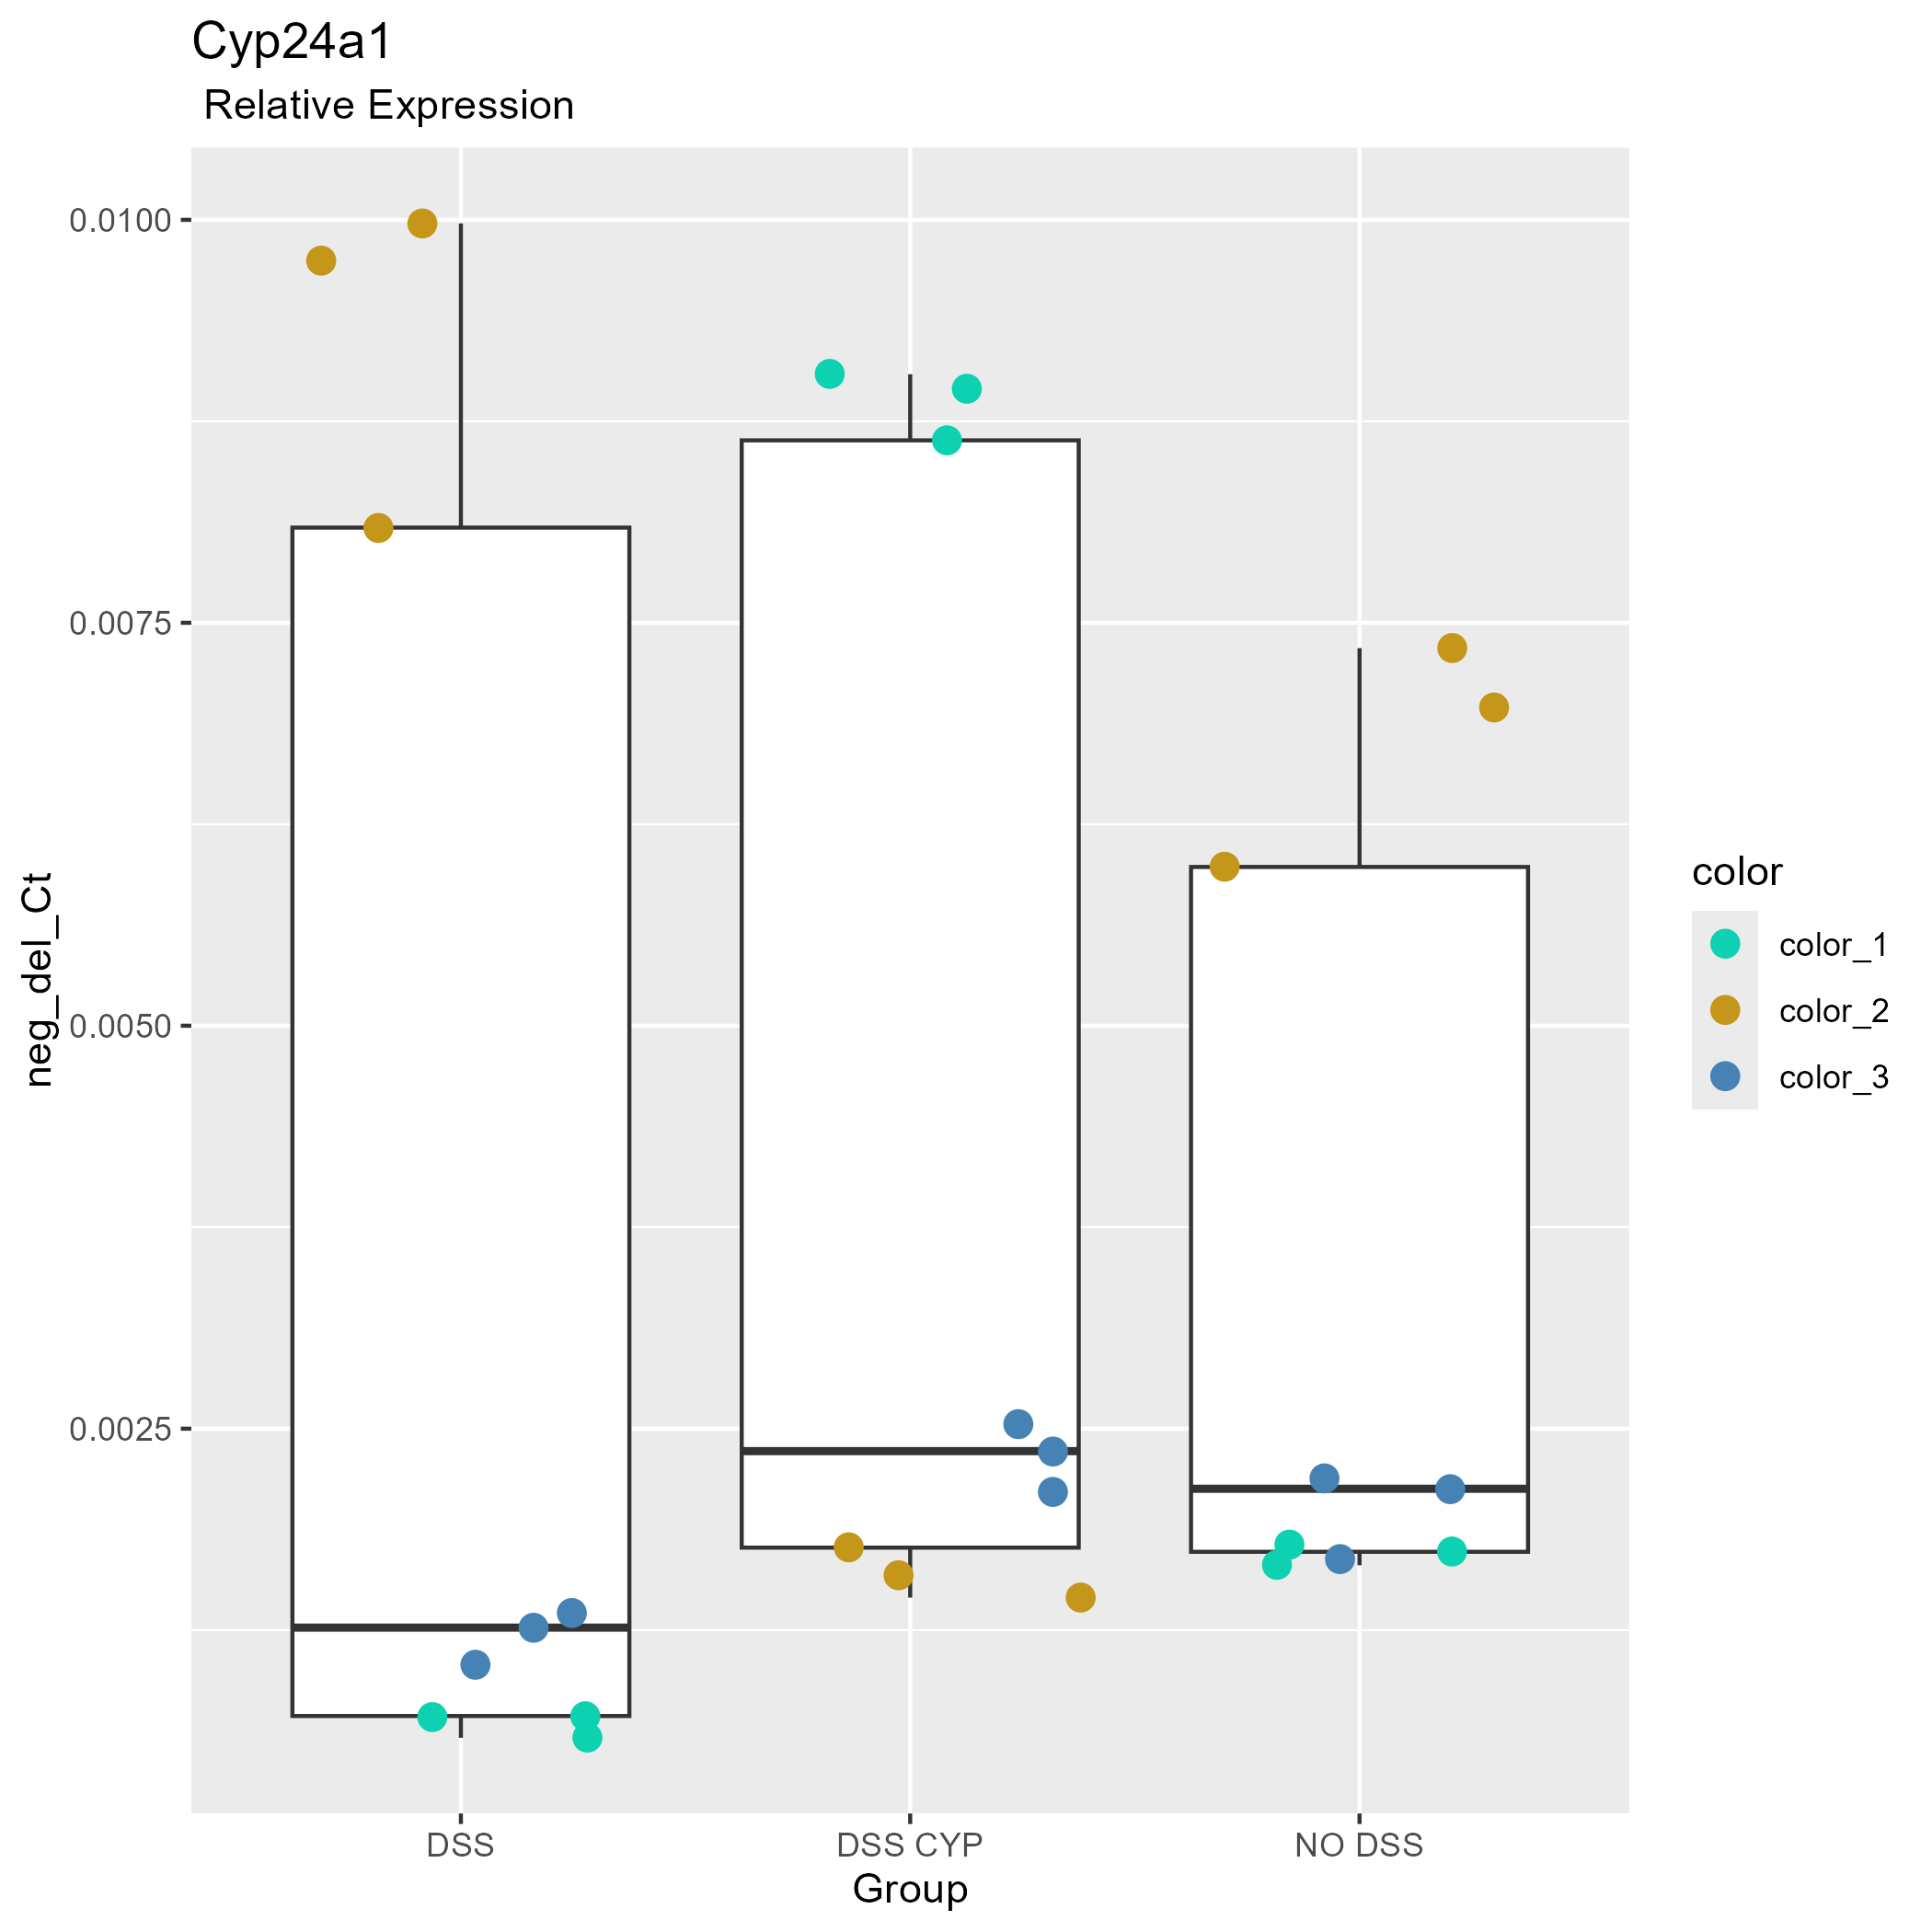 Cyp24a1
Relative Expression
neg_del_Ct
0.0100
0.0075
0.0050
0.0025
DSS
DSS CYP
NO DSS
Group
color
color_1
color_2
color_3